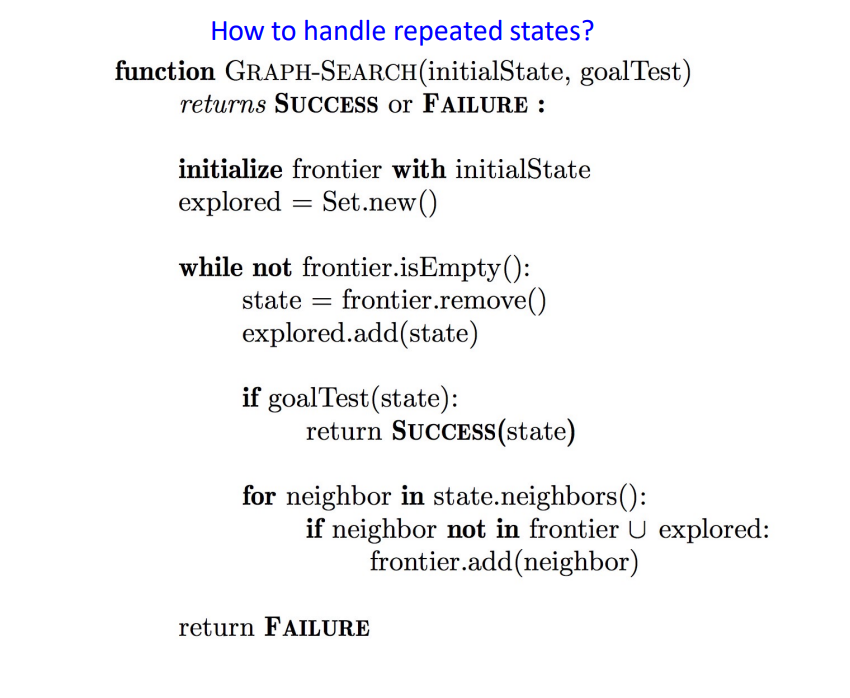 How to handle repeated states?
function GRAPH-SEARCH(initialState, goalTest)
returns SUCCESS or FAILURE :
initialize frontier with initialState
explored = Set.new()
while not frontier.isEmpty():
state = frontier.remove()
explored.add(state)
if goalTest(state):
return SUCCESS(state)
for neighbor in state.neighbors():
if neighbor not in frontier ∪ explored:
frontier.add(neighbor)
return FAILURE